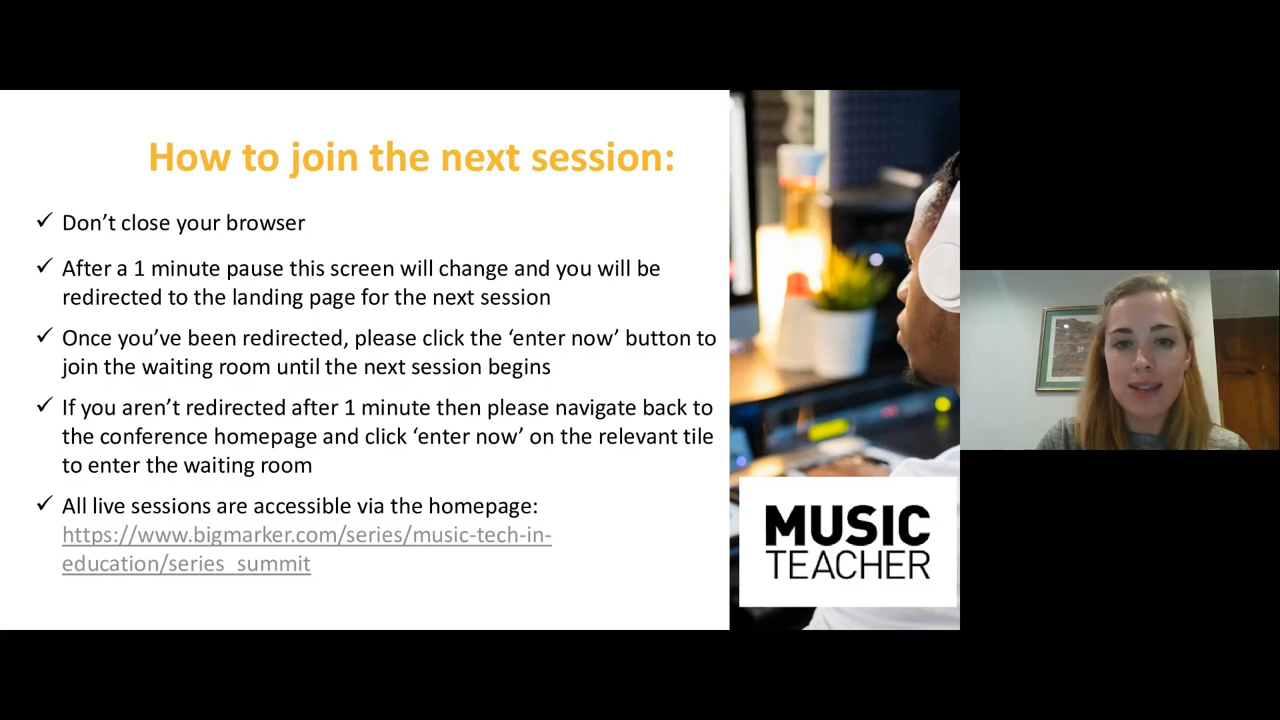 How to join the next session:
✓ Don’t close your browser
✓ After a 1 minute pause this screen will change and you will be
redirected to the landing page for the next session
✓ Once you’ve been redirected, please click the ‘enter now’ button to
join the waiting room until the next session begins
✓ If you aren’t redirected after 1 minute then please navigate back to
the conference homepage and click ‘enter now’ on the relevant tile
to enter the waiting room
✓ All live sessions are accessible via the homepage:
https://www.bigmarker.com/series/music-tech-in-
education/series_summit
MUSIC
TEACHER